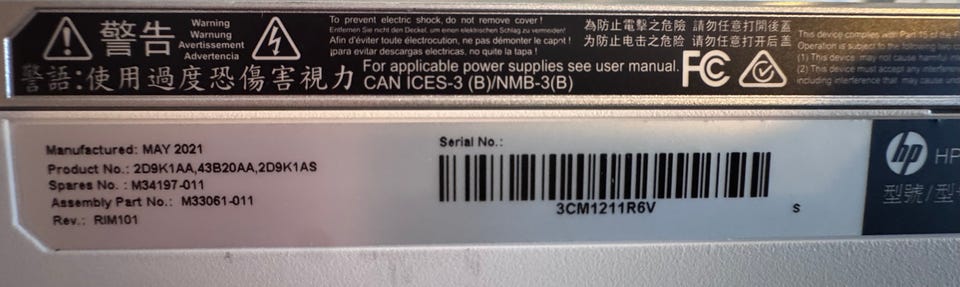 警告
Warning
Warnung
Avertissement
Advertencia
To prevent electric shock, do not remove cover!
Entfernen Sie nicht den Deckel, um einen elektrischen Schlag zu vermeiden!
Afin d'éviter toute électrocution, ne pas démonter le capot!
para evitar descargas electricas, no quite la tapa!
為防止電擊之危險 請勿任意打開後蓋
为防止电击之危险 请勿任意打开后盖
警語:使用過度恐傷害視力
For applicable power supplies see user manual.
CAN ICES-3 (B)/NMB-3(B)
FC
This device complies with Part 15 of the
Operation is subject to the following two
(1) This device may not cause harmful
(2) This device must accept any
including interference that may cause
Manufactured: MAY 2021
Product No.: 2D9K1AA,43B20AA,2D9K1AS
Spares No. : M34197-011
Assembly Part No.: M33061-011
Rev.: RIM101
Serial No.:
3CM1211R6V
S
hp HP
型號/型